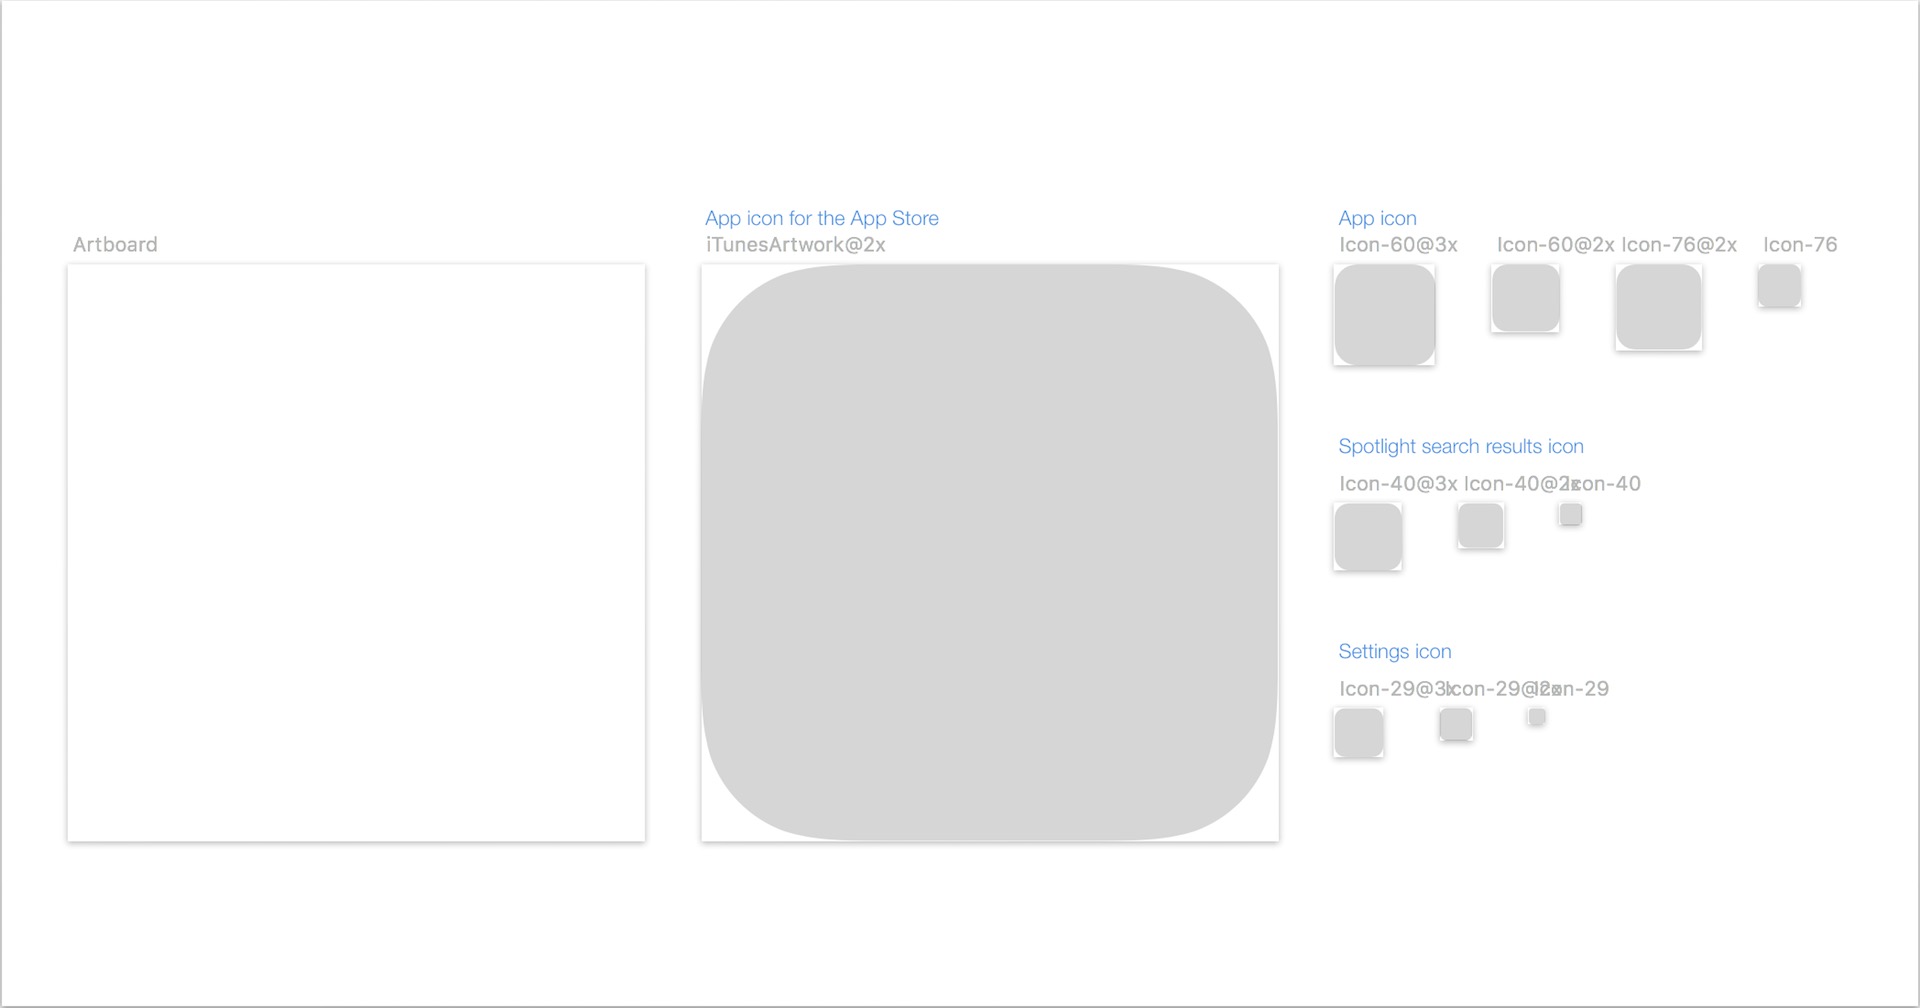 Artboard
App icon for the App Store
iTunesArtwork@2x
App icon
Icon-60@3x Icon-60@2x Icon-76@2x Icon-76
Spotlight search results icon
Icon-40@3x Icon-40@2x Icon-40
Settings icon
Icon-29@3x Icon-29@2x Icon-29